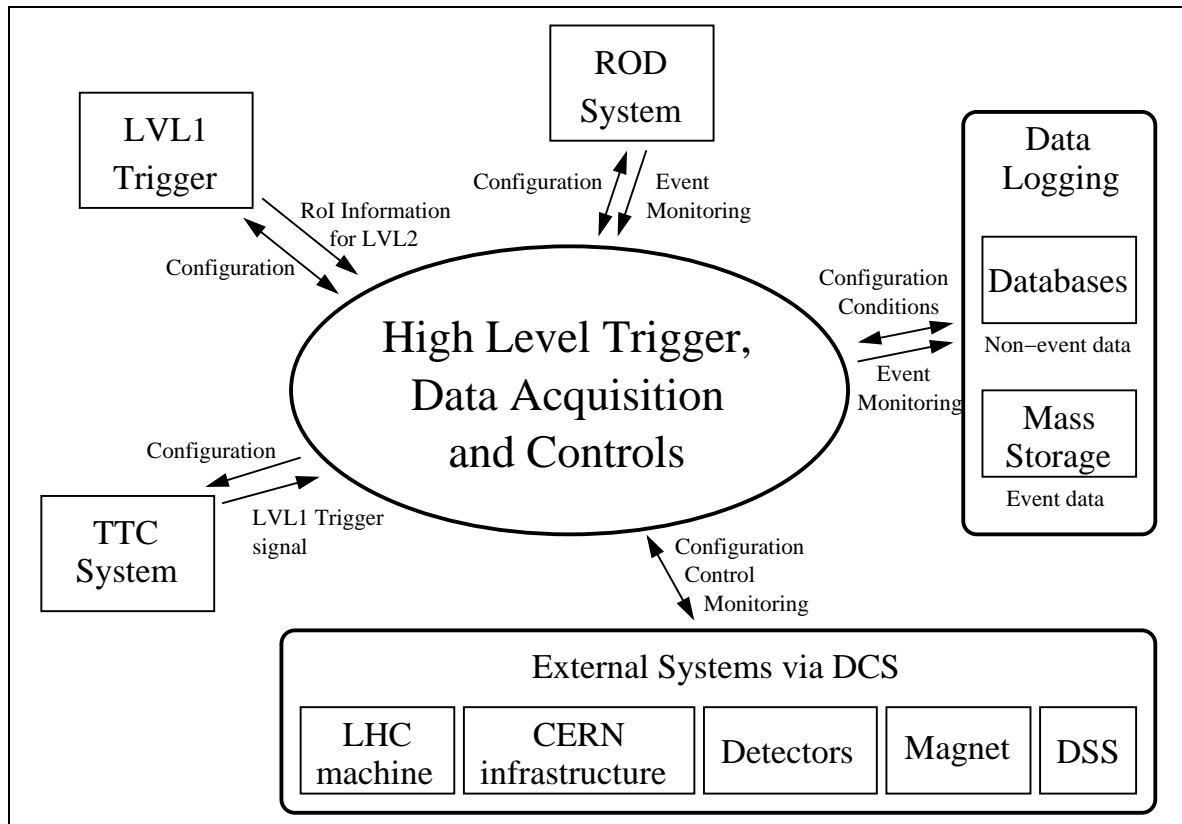 ROD
System
LVL1
Trigger
Configuration
Event
Monitoring
RoI Information
for LVL2
Configuration
Data
Logging
Databases
Non−event data
Mass
Storage
Event data
Configuration
Conditions
Event
Monitoring
High Level Trigger,
Data Acquisition
and Controls
Configuration
TTC
System
LVL1 Trigger
signal
Configuration
Control
Monitoring
External Systems via DCS
LHC
machine
CERN
infrastructure
Detectors
Magnet
DSS